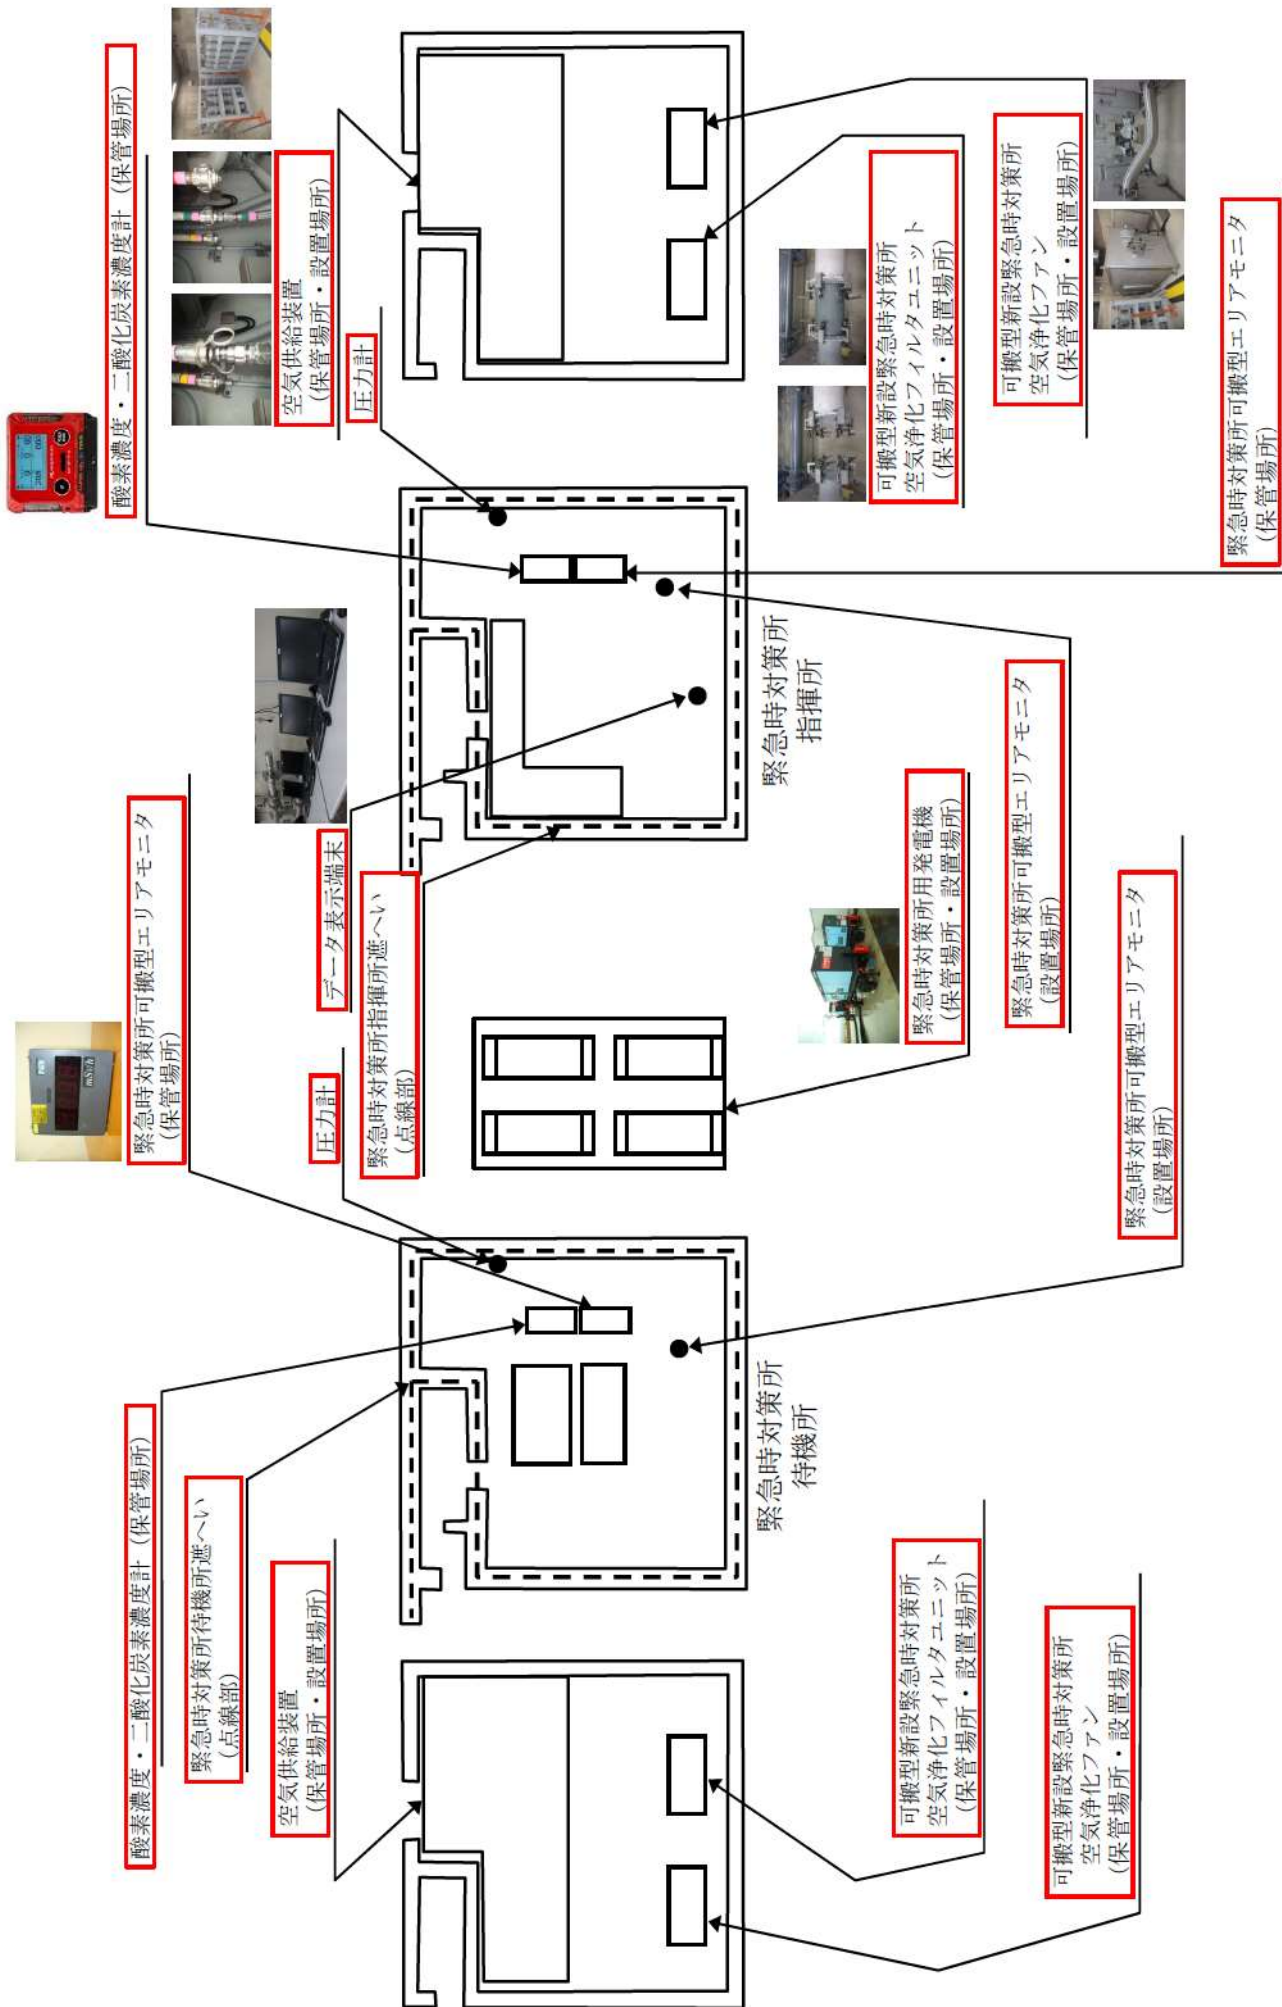 酸素濃度・二酸化炭素濃度計（保管場所）
緊急時対策所待機所遮へい
（点線部）
空気供給装置
（保管場所・設置場所）
緊急時対策所可搬型エリアモニタ
（保管場所）
圧力計
緊急時対策所指揮所遮へい
（点線部）
データ表示端末
酸素濃度・二酸化炭素濃度計（保管場所）
空気供給装置
（保管場所・設置場所）
圧力計
緊急時対策所
待機所
緊急時対策所
指揮所
可搬型新設緊急時対策所
空気浄化フィルタユニット
（保管場所・設置場所）
可搬型新設緊急時対策所
空気浄化ファン
（保管場所・設置場所）
緊急時対策所可搬型エリアモニタ
（設置場所）
緊急時対策所用発電機
（保管場所・設置場所）
緊急時対策所可搬型エリアモニタ
（設置場所）
可搬型新設緊急時対策所
空気浄化フィルタユニット
（保管場所・設置場所）
可搬型新設緊急時対策所
空気浄化ファン
（保管場所・設置場所）
緊急時対策所可搬型エリアモニタ
（保管場所）
mSv/h